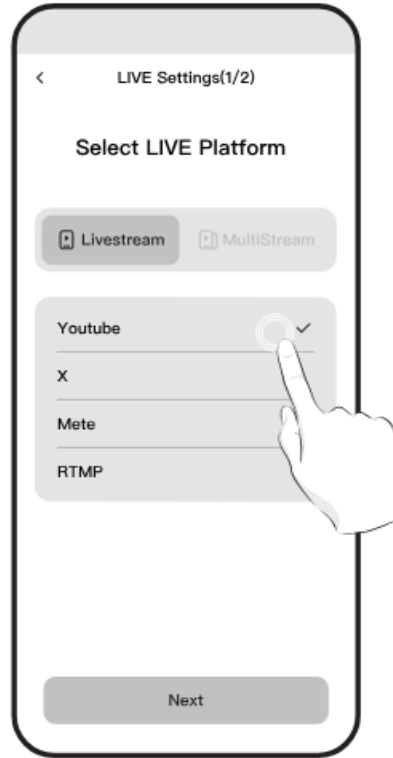 LIVE Settings(1/2)
Select LIVE Platform
Livestream MultiStream
Youtube
X
Mete
RTMP
Next